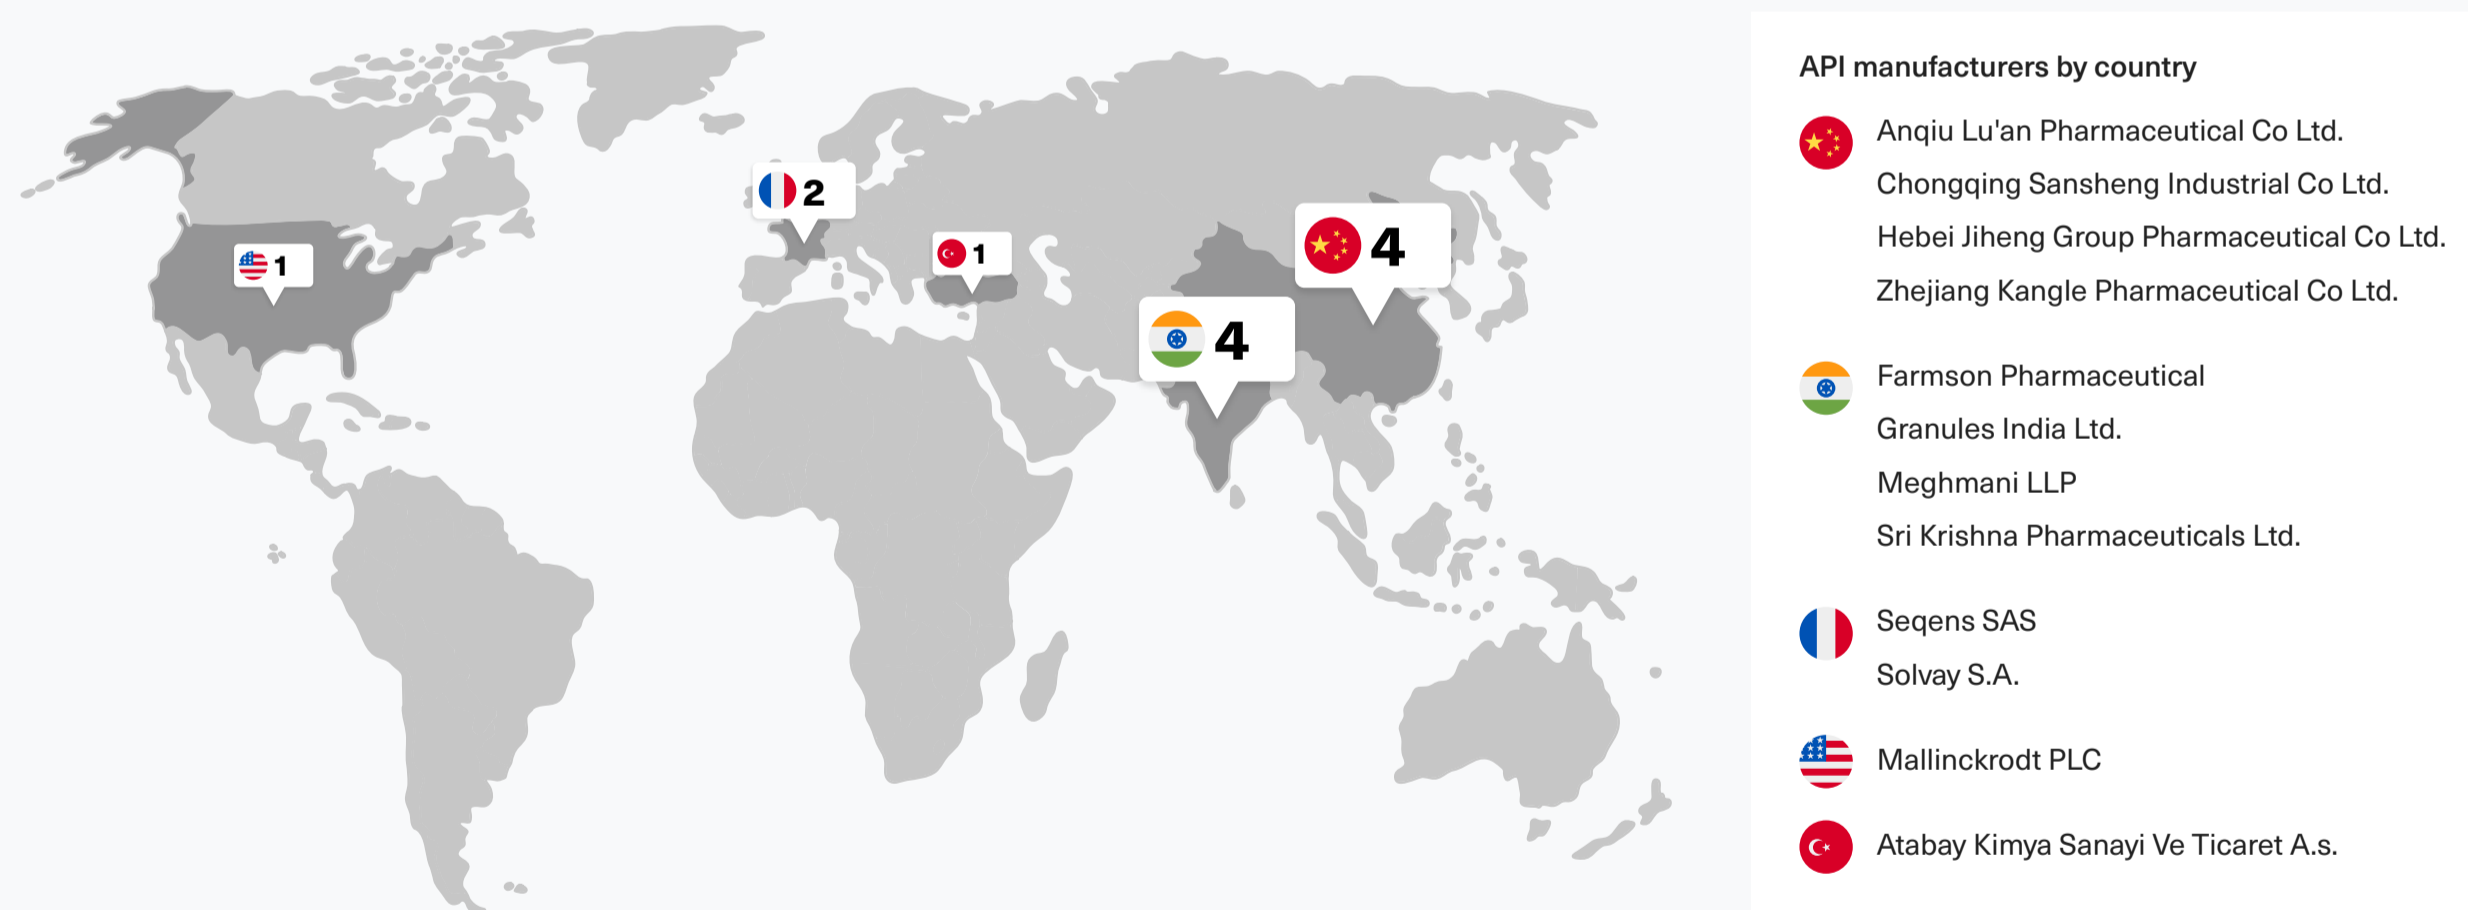 2
1
1
4
4
API manufacturers by country
Anqiu Lu'an Pharmaceutical Co Ltd.
Chongqing Sansheng Industrial Co Ltd.
Hebei Jiheng Group Pharmaceutical Co Ltd.
Zhejiang Kangle Pharmaceutical Co Ltd.
Farmson Pharmaceutical
Granules India Ltd.
Meghmani LLP
Sri Krishna Pharmaceuticals Ltd.
Seqens SAS
Solvay S.A.
Mallinckrodt PLC
Atabay Kimya Sanayi Ve Ticaret A.s.